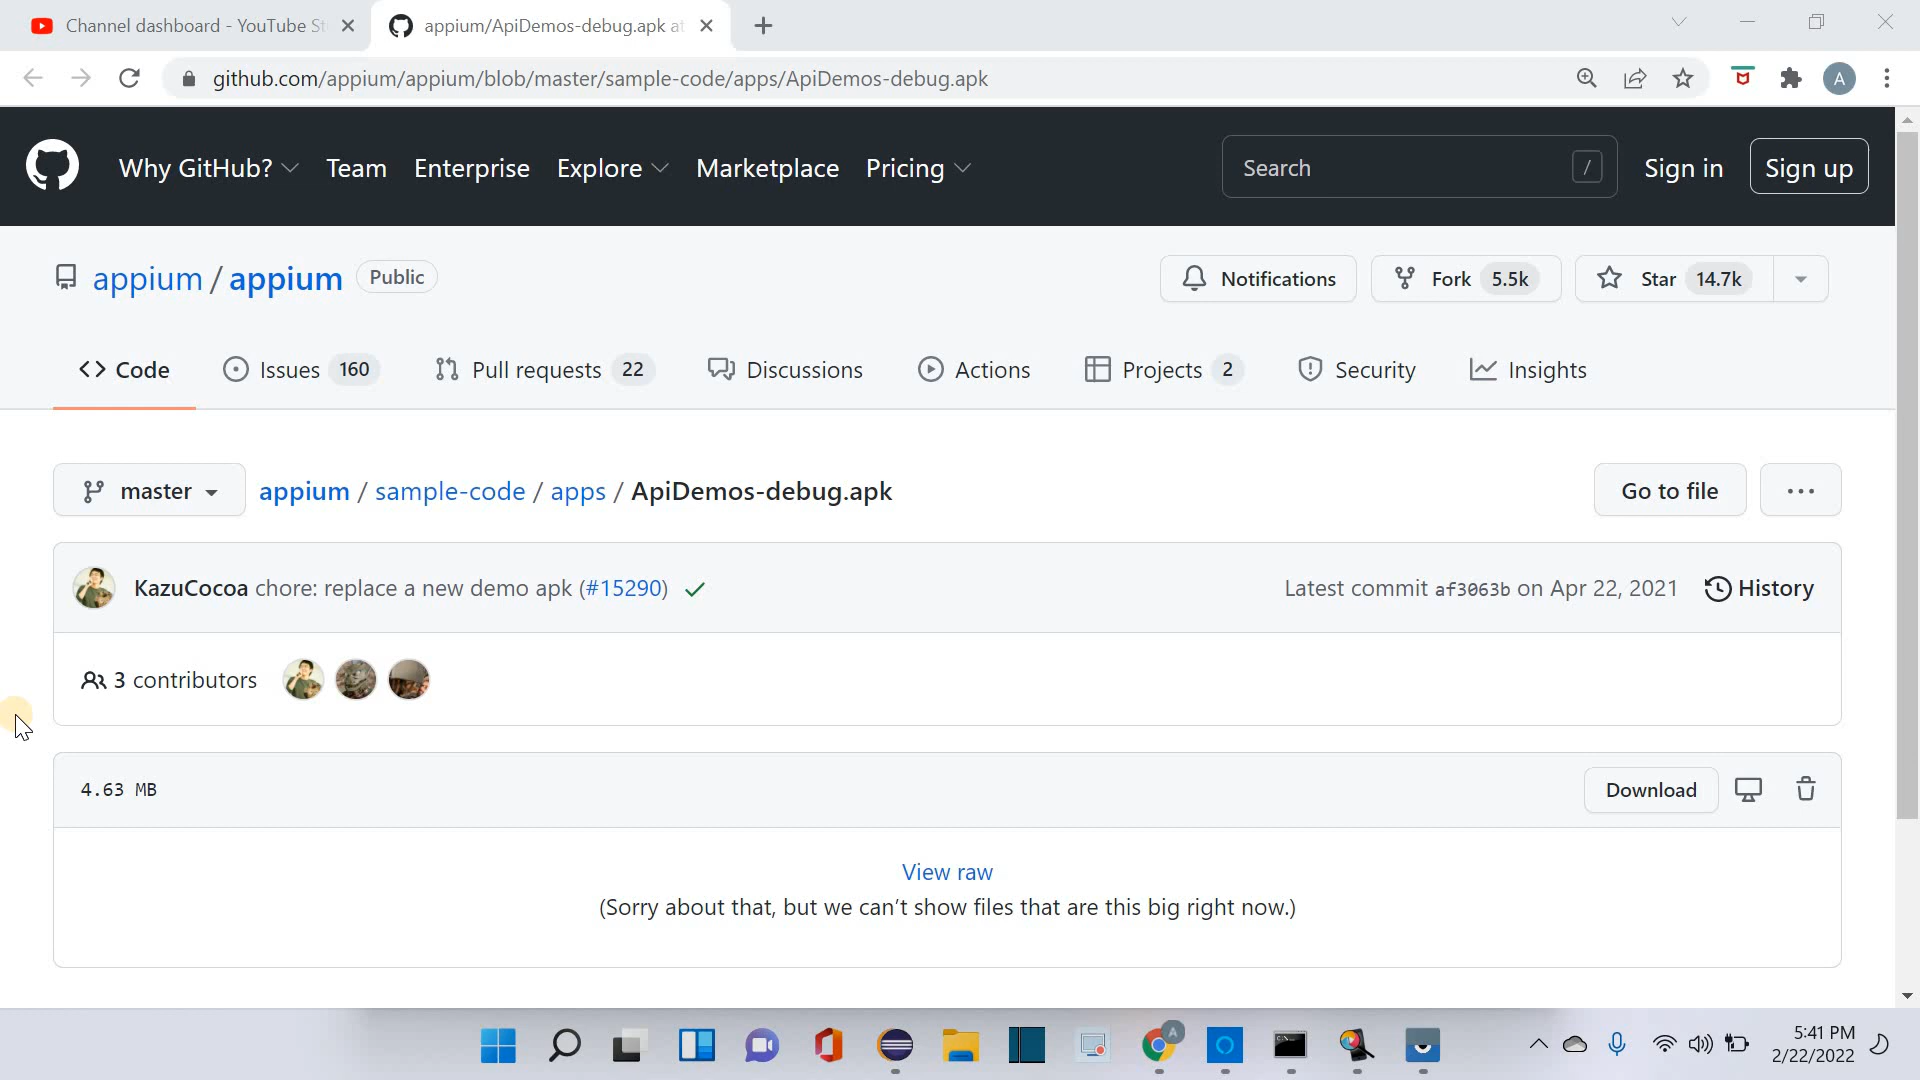 Channel dashboard - YouTube St
appium/ApiDemos-debug.apk at
github.com/appium/appium/blob/master/sample-code/apps/ApiDemos-debug.apk
A
Why GitHub? Team Enterprise Explore Marketplace Pricing
Search /
Sign in Sign up
appium / appium Public
Notifications Fork 5.5k Star 14.7k
<> Code Issues 160 Pull requests 22 Discussions Actions Projects 2 Security Insights
master appium / sample-code / apps / ApiDemos-debug.apk Go to file ...
KazuCocoa chore: replace a new demo apk (#15290) Latest commit af3063b on Apr 22, 2021 History
3 contributors
4.63 MB Download
View raw
(Sorry about that, but we can't show files that are this big right now.)
A
5:41 PM
2/22/2022